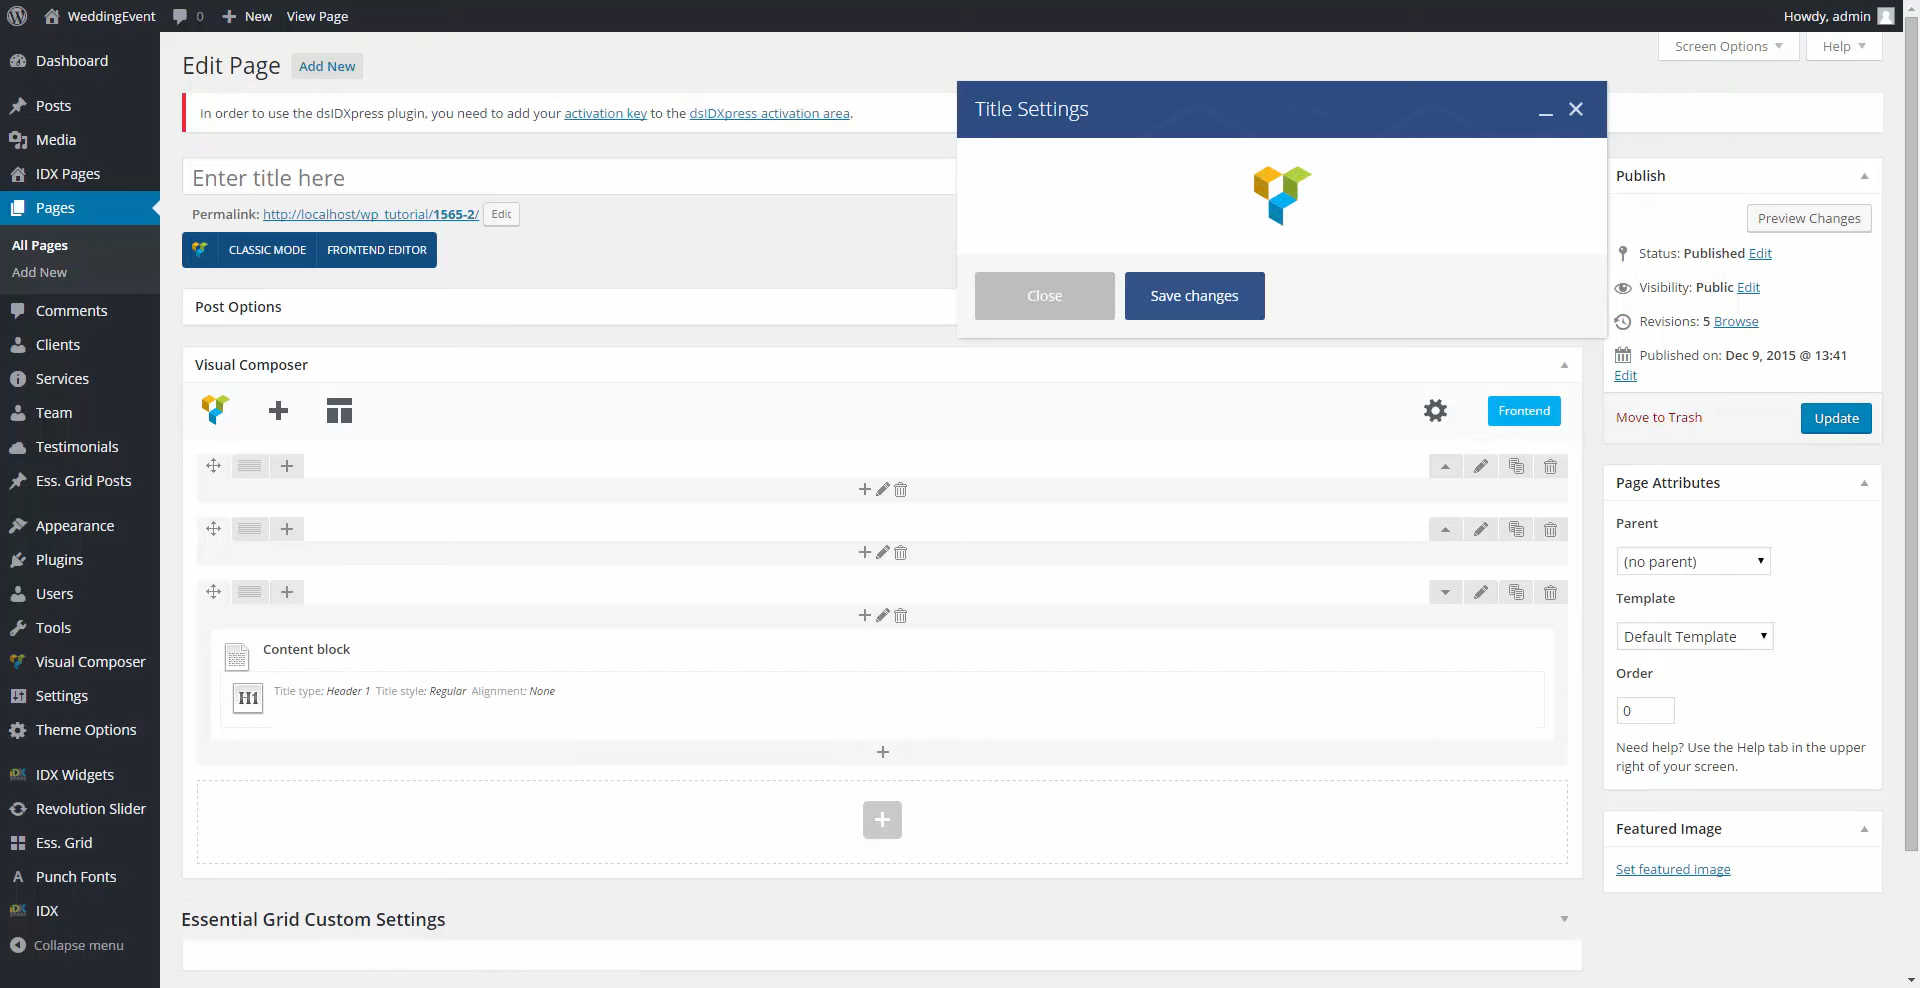 WeddingEvent 0 New View Page Howdy, admin
Screen Options Help
Dashboard
Posts
Media
IDX Pages
Pages
All Pages
Add New
Comments
Clients
Services
Team
Testimonials
Ess. Grid Posts
Appearance
Plugins
Users
Tools
Visual Composer
Settings
Theme Options
IDX Widgets
Revolution Slider
Ess. Grid
Punch Fonts
IDX
Collapse menu
Edit Page Add New
In order to use the dsIDXpress plugin, you need to add your activation key to the dsIDXpress activation area.
Enter title here
Permalink: http://localhost/wp_tutorial/1565-2/ Edit
CLASSIC MODE FRONTEND EDITOR
Post Options
Title Settings
Close Save changes
Visual Composer
Frontend
Content block
H1 Title type: Header 1 Title style: Regular Alignment: None
Essential Grid Custom Settings
Publish
Preview Changes
Status: Published Edit
Visibility: Public Edit
Revisions: 5 Browse
Published on: Dec 9, 2015 @ 13:41
Edit
Move to Trash Update
Page Attributes
Parent
(no parent)
Template
Default Template
Order
0
Need help? Use the Help tab in the upper
right of your screen.
Featured Image
Set featured image